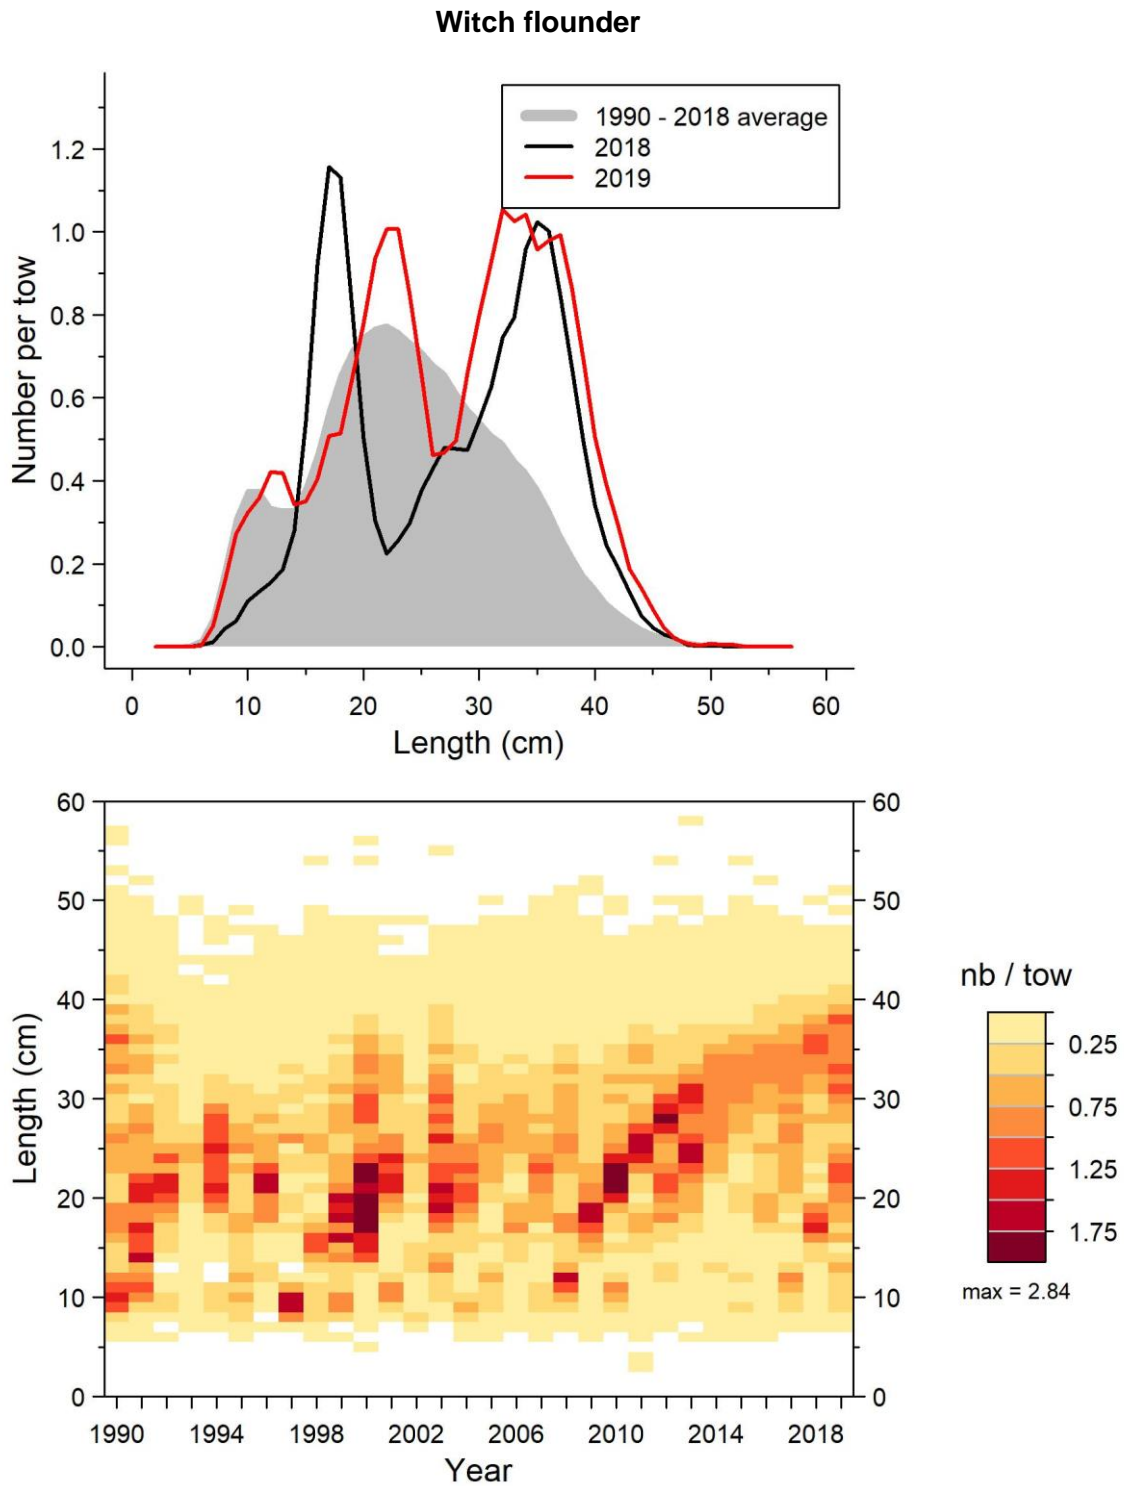 Witch flounder
1990 - 2018 average
2018
2019
1.2
1.0
0.8
0.6
0.4
0.2
0.0
Number per tow
0 10 20 30 40 50 60
Length (cm)
60 60
50 50
40 40
30 30
20 20
10 10
0 0
Length (cm)
1990 1994 1998 2002 2006 2010 2014 2018
Year
nb / tow
0.25
0.75
1.25
1.75
max = 2.84